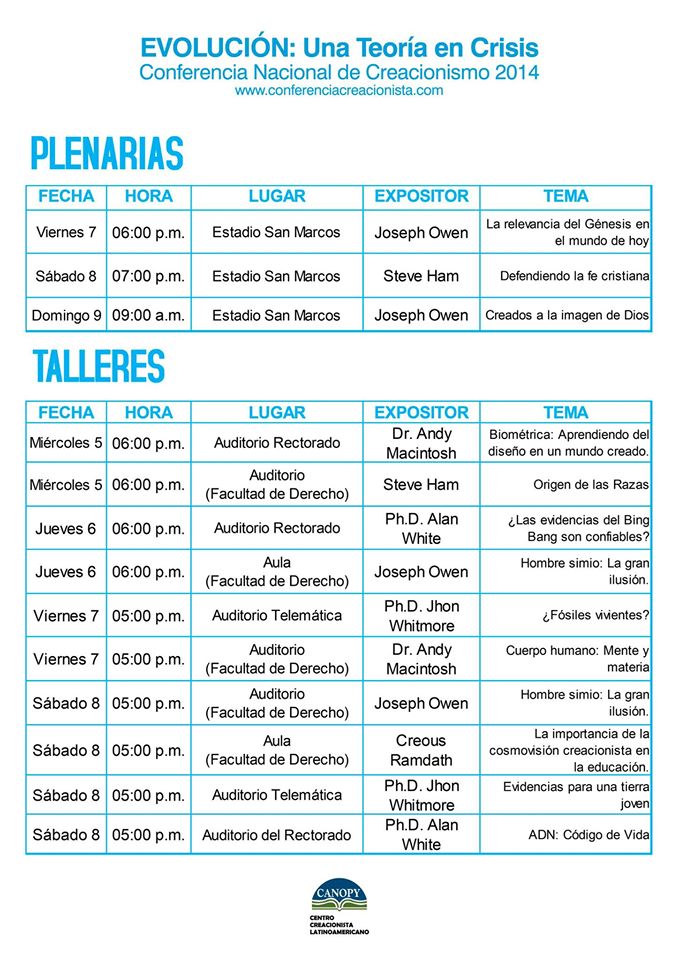 EVOLUCIÓN: Una Teoría en Crisis
Conferencia Nacional de Creacionismo 2014
www.conferenciacreacionista.com
PLENARIAS
FECHA HORA LUGAR EXPOSITOR TEMA
Viernes 7 06:00 p.m. Estadio San Marcos Joseph Owen La relevancia del Génesis en
el mundo de hoy
Sábado 8 07:00 p.m. Estadio San Marcos Steve Ham Defendiendo la fe cristiana
Domingo 9 09:00 a.m. Estadio San Marcos Joseph Owen Creados a la imagen de Dios
TALLERES
FECHA HORA LUGAR EXPOSITOR TEMA
Miércoles 5 06:00 p.m. Auditorio Rectorado Dr. Andy
Macintosh Biométrica: Aprendiendo del
diseño en un mundo creado.
Miércoles 5 06:00 p.m. Auditorio
(Facultad de Derecho) Steve Ham Origen de las Razas
Jueves 6 06:00 p.m. Auditorio Rectorado Ph.D. Alan
White ¿Las evidencias del Bing
Bang son confiables?
Jueves 6 06:00 p.m. Aula
(Facultad de Derecho) Joseph Owen Hombre simio: La gran
ilusión.
Viernes 7 05:00 p.m. Auditorio Telemática Ph.D. Jhon
Whitmore ¿Fósiles vivientes?
Viernes 7 05:00 p.m. Auditorio
(Facultad de Derecho) Dr. Andy
Macintosh Cuerpo humano: Mente y
materia
Sábado 8 05:00 p.m. Auditorio
(Facultad de Derecho) Joseph Owen Hombre simio: La gran
ilusión.
Sábado 8 05:00 p.m. Aula
(Facultad de Derecho) Creous
Ramdath La importancia de la
cosmovisión creacionista en
la educación.
Sábado 8 05:00 p.m. Auditorio Telemática Ph.D. Jhon
Whitmore Evidencias para una tierra
joven
Sábado 8 05:00 p.m. Auditorio del Rectorado Ph.D. Alan
White ADN: Código de Vida
CANOPY
CENTRO
CREACIONISTA
LATINOAMERICANO